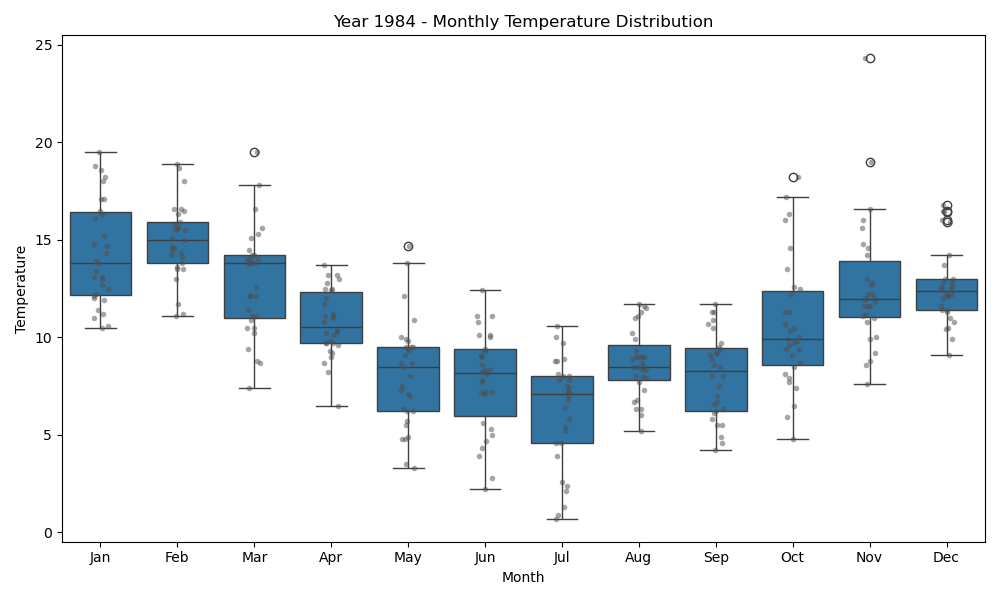 Year 1984 - Monthly Temperature Distribution
25
20
15
10
5
0
Temperature
Jan Feb Mar Apr May Jun Jul Aug Sep Oct Nov Dec
Month